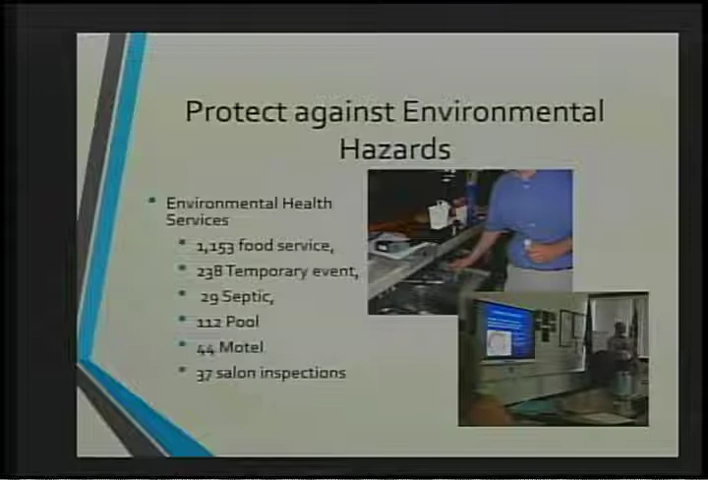 Protect against Environmental
Hazards
Environmental Health
Services
1,153 food service,
238 Temporary event,
29 Septic,
112 Pool
44 Motel
37 salon inspections